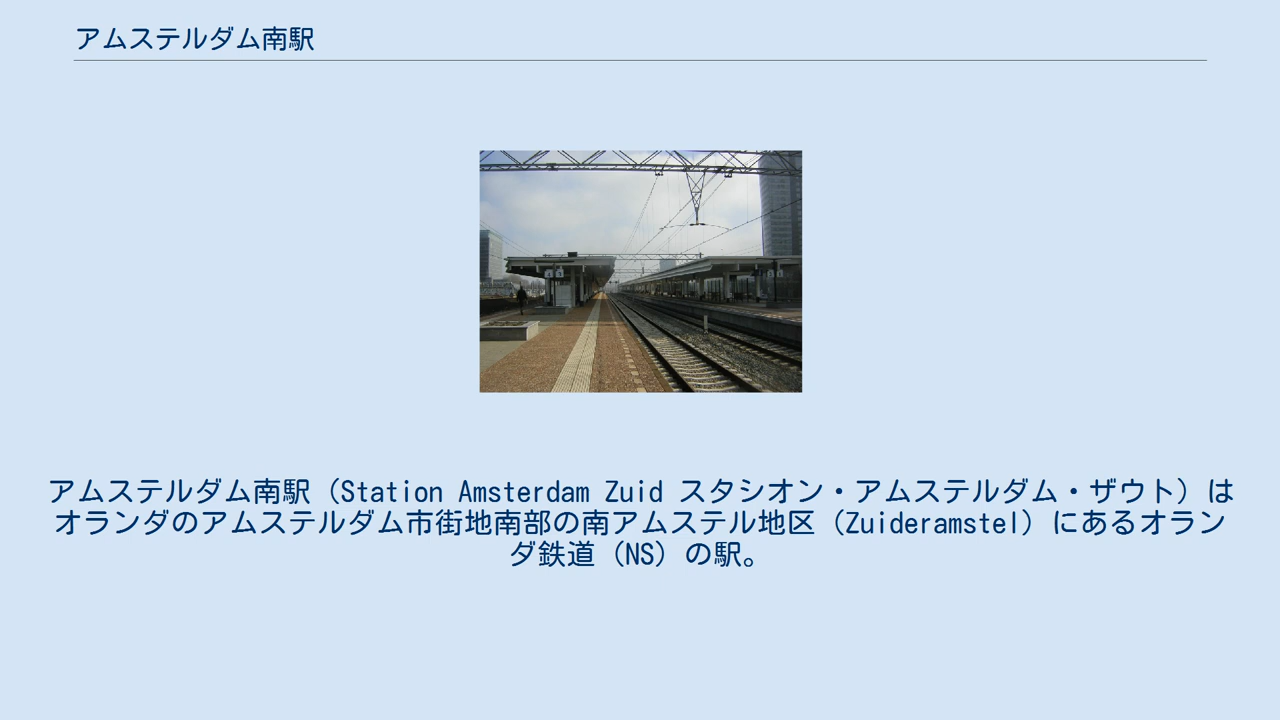 アムステルダム南駅
アムステルダム南駅（Station Amsterdam Zuid スタシオン・アムステルダム・ザウト）は
オランダのアムステルダム市街地南部の南アムステル地区（Zuideramstel）にあるオラン
ダ鉄道（NS）の駅。